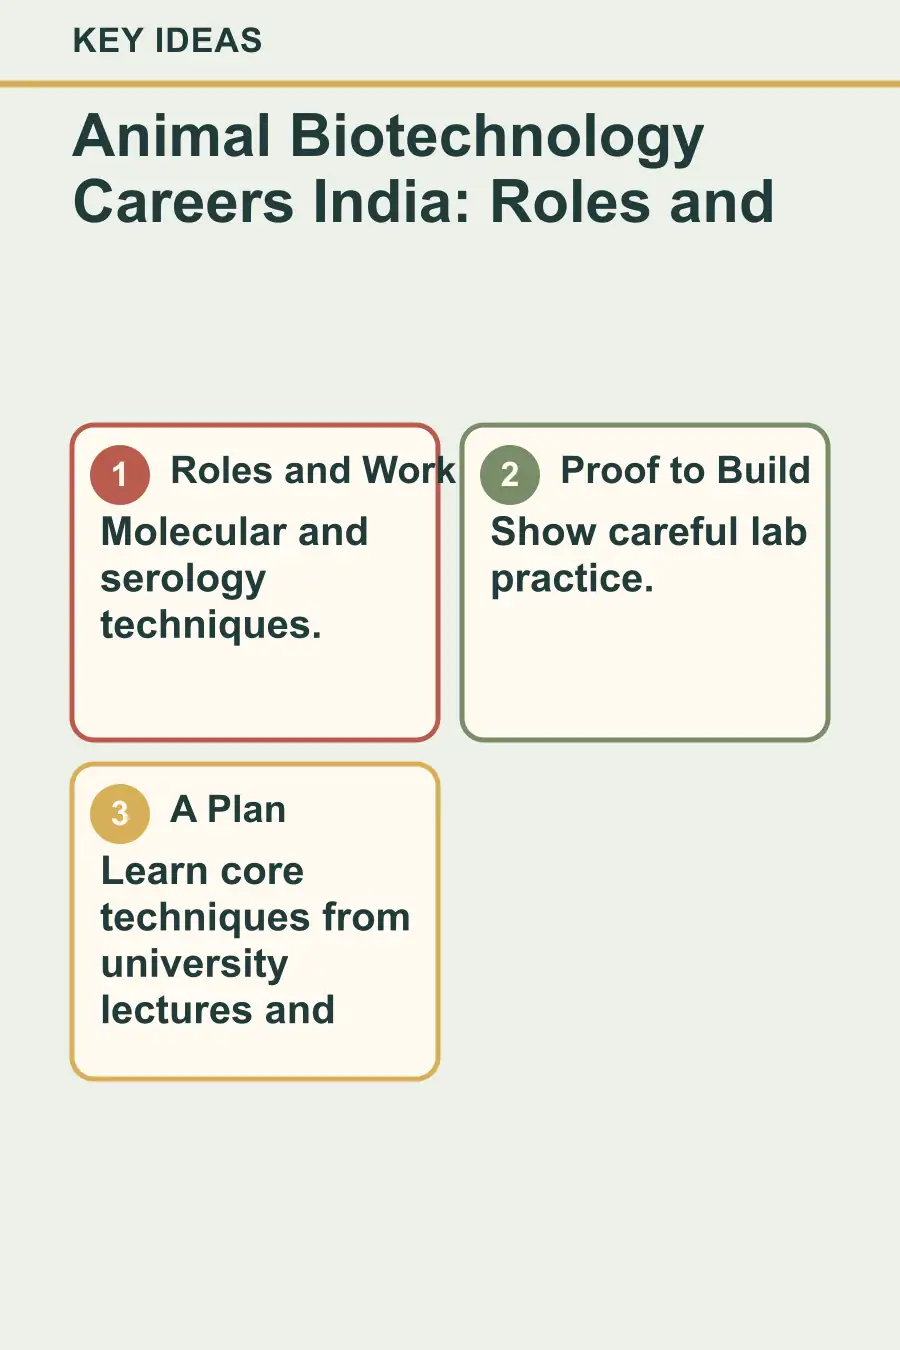 KEY IDEAS
Animal Biotechnology
Careers India: Roles and
1
Roles and Work
Molecular and
serology
techniques.
2
Proof to Build
Show careful lab
practice.
3
A Plan
Learn core
techniques from
university
lectures and